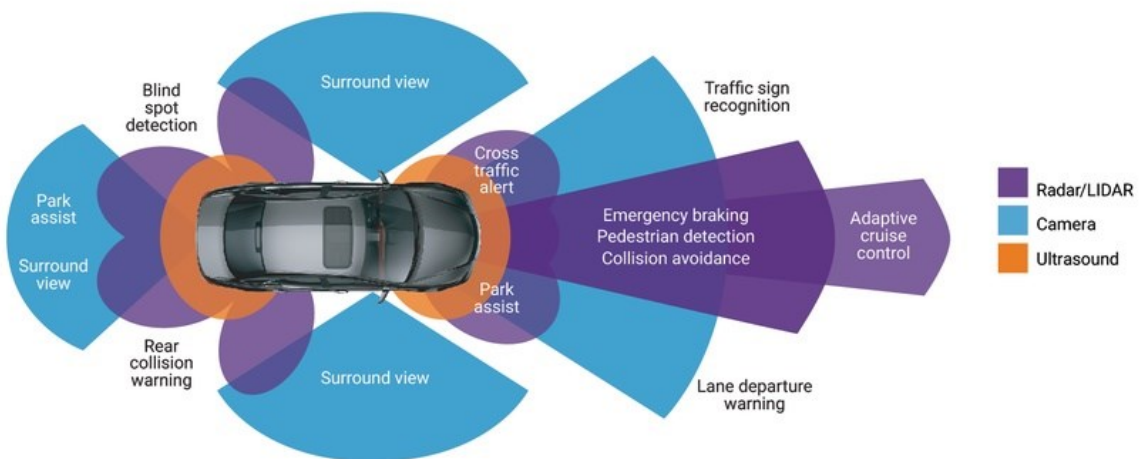 Surround view
Blind
spot
detection
Traffic sign
recognition
Cross
traffic
alert
Park
assist
Surround
view
Emergency braking
Pedestrian detection
Collision avoidance
Adaptive
cruise
control
Radar/LIDAR
Camera
Ultrasound
Park
assist
Rear
collision
warning
Surround view
Lane departure
warning